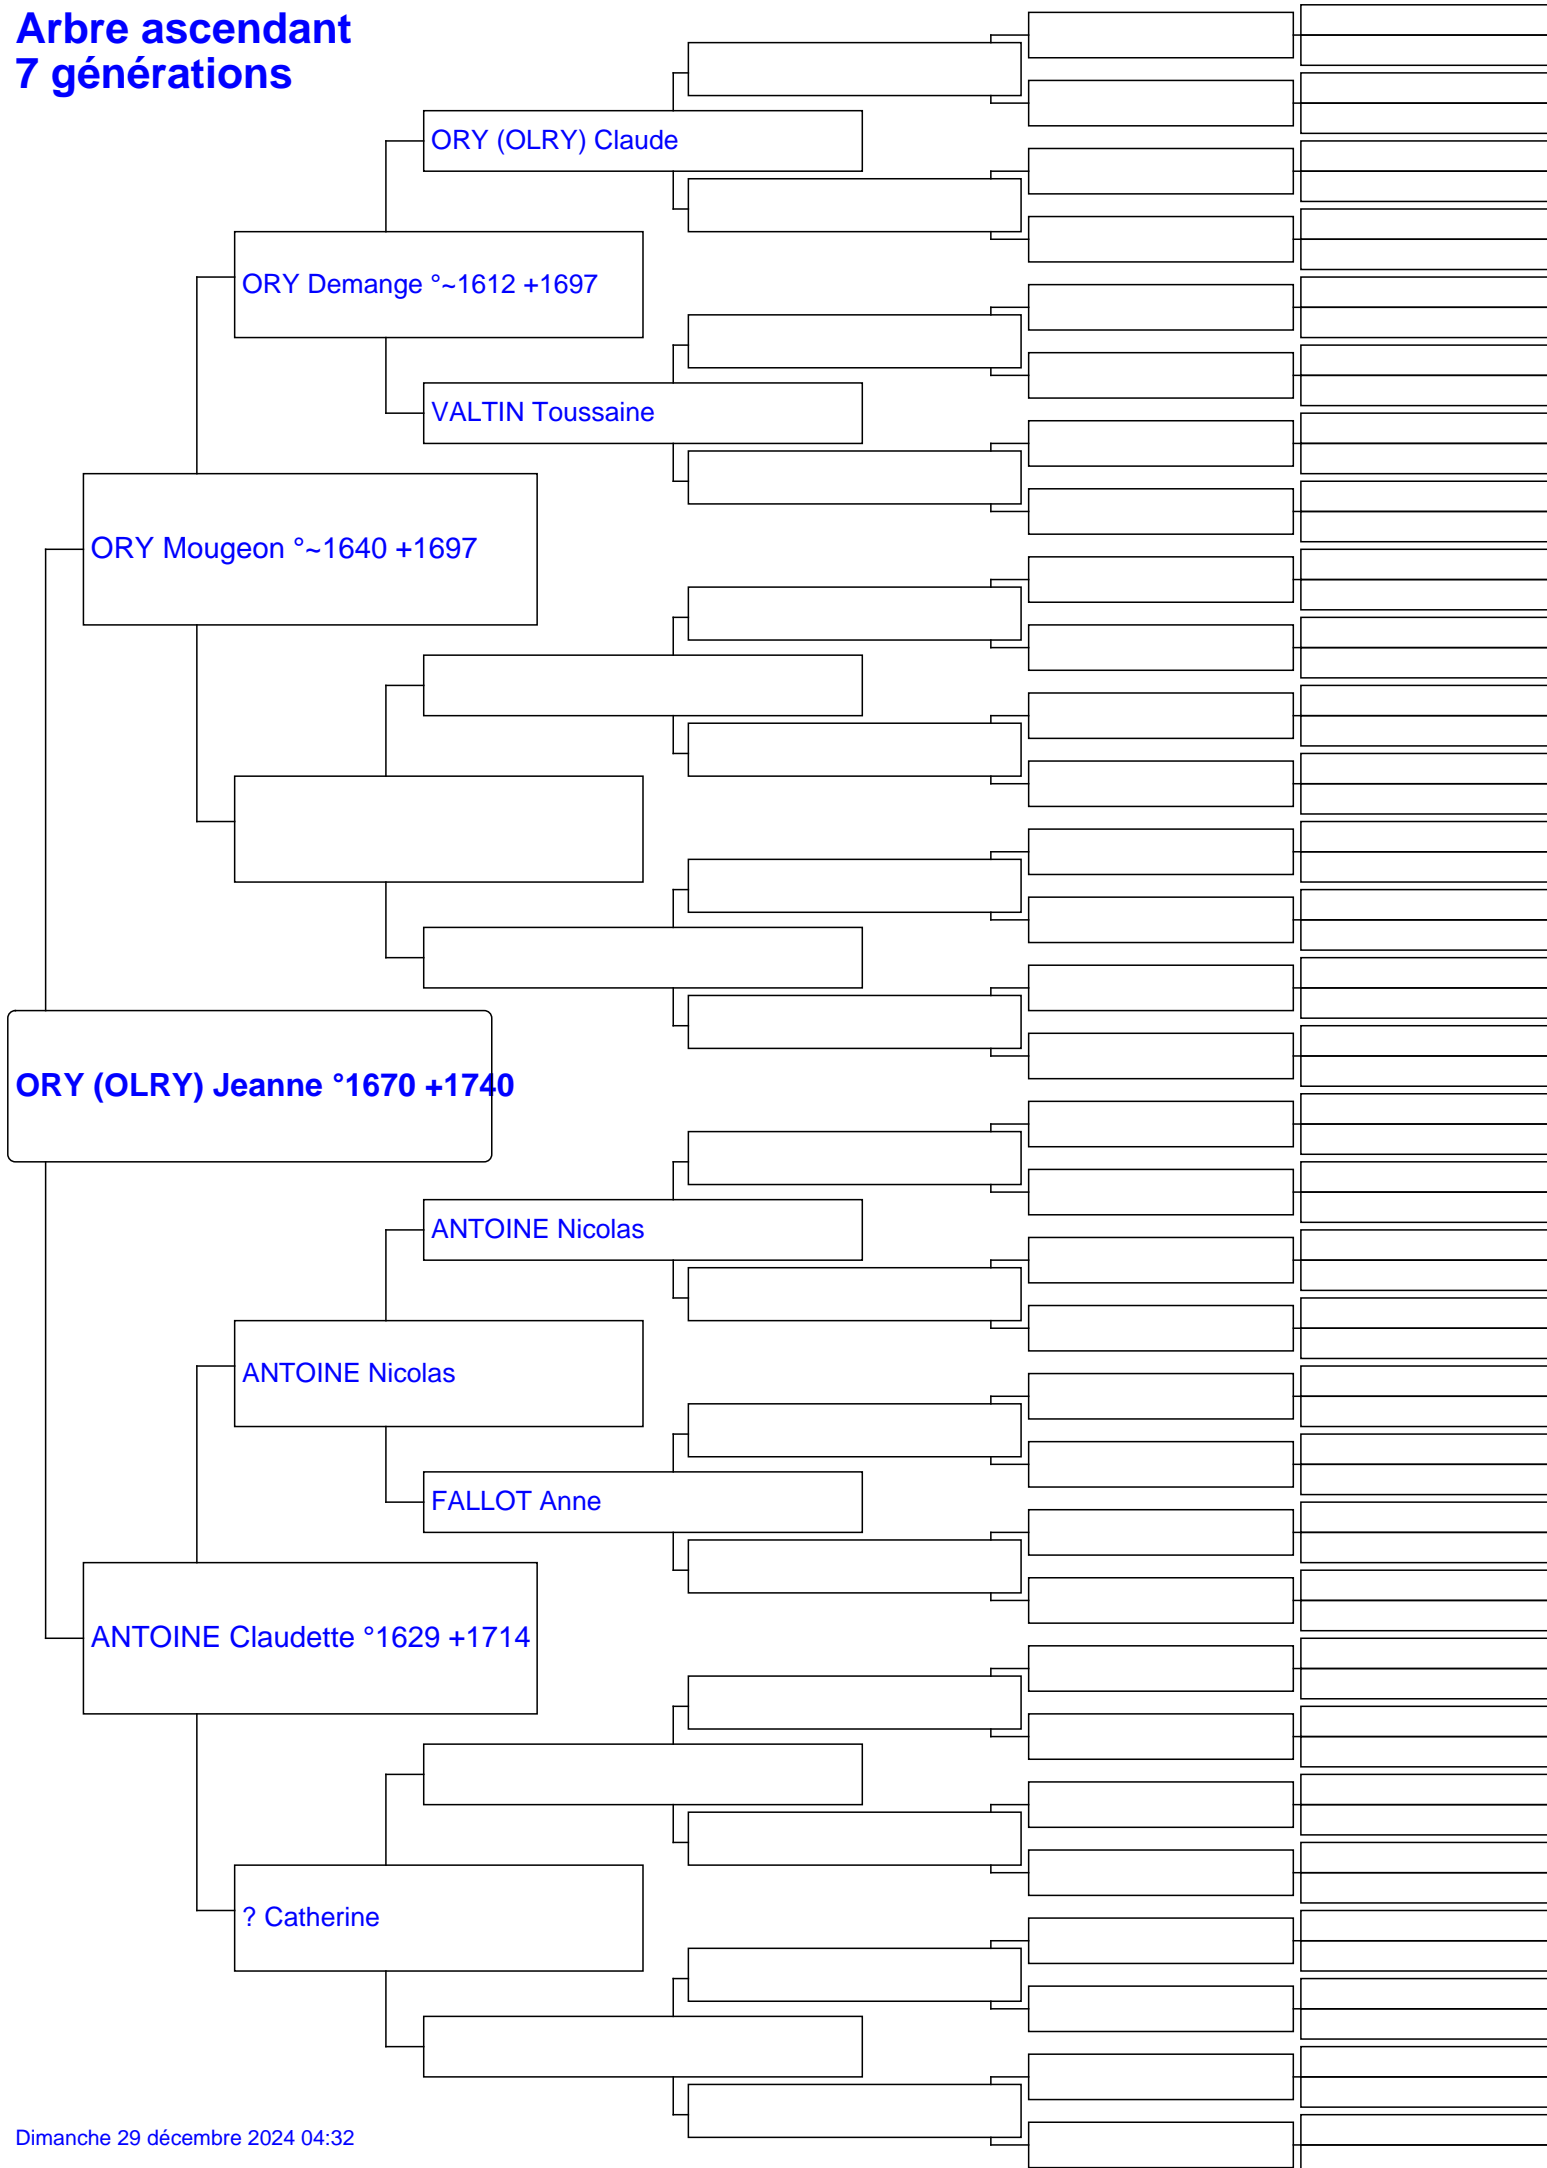 Arbre ascendant
7 générations
ORY (OLRY) Claude
ORY Demange °~1612 +1697
VALTIN Toussaine
ORY Mougeon °~1640 +1697
ORY (OLRY) Jeanne °1670 +1740
ANTOINE Nicolas
ANTOINE Nicolas
FALLOT Anne
ANTOINE Claudette °1629 +1714
? Catherine
Dimanche 29 décembre 2024 04:32